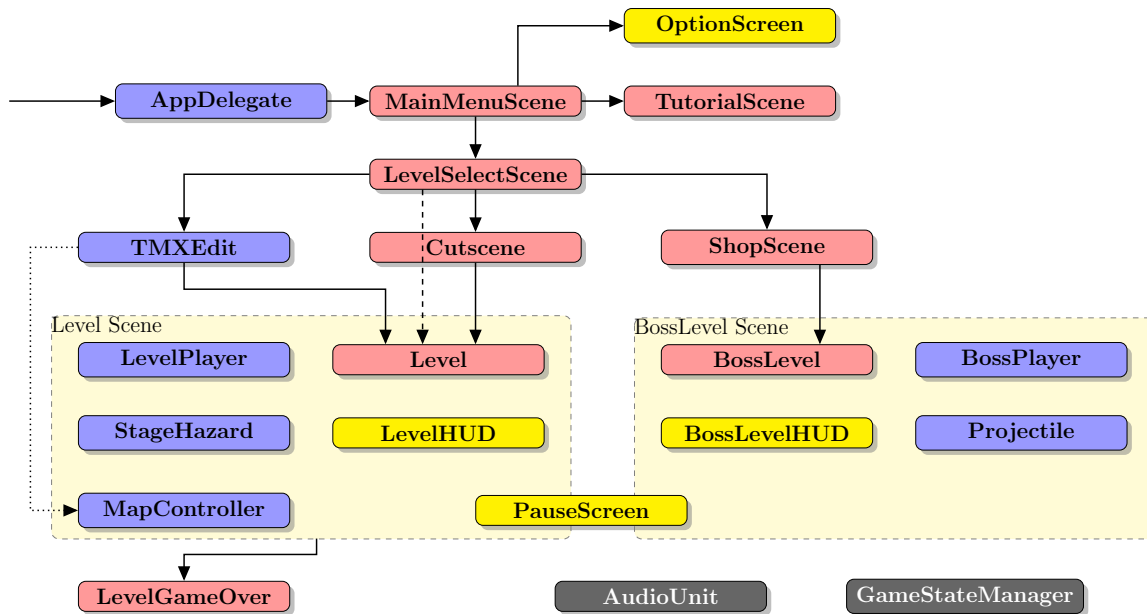 OptionScreen
AppDelegate
MainMenuScene
TutorialScene
LevelSelectScene
TMXEdit
Cutscene
ShopScene
Level Scene
BossLevel Scene
LevelPlayer
Level
BossLevel
BossPlayer
StageHazard
LevelHUD
BossLevelHUD
Projectile
MapController
PauseScreen
LevelGameOver
AudioUnit
GameStateManager